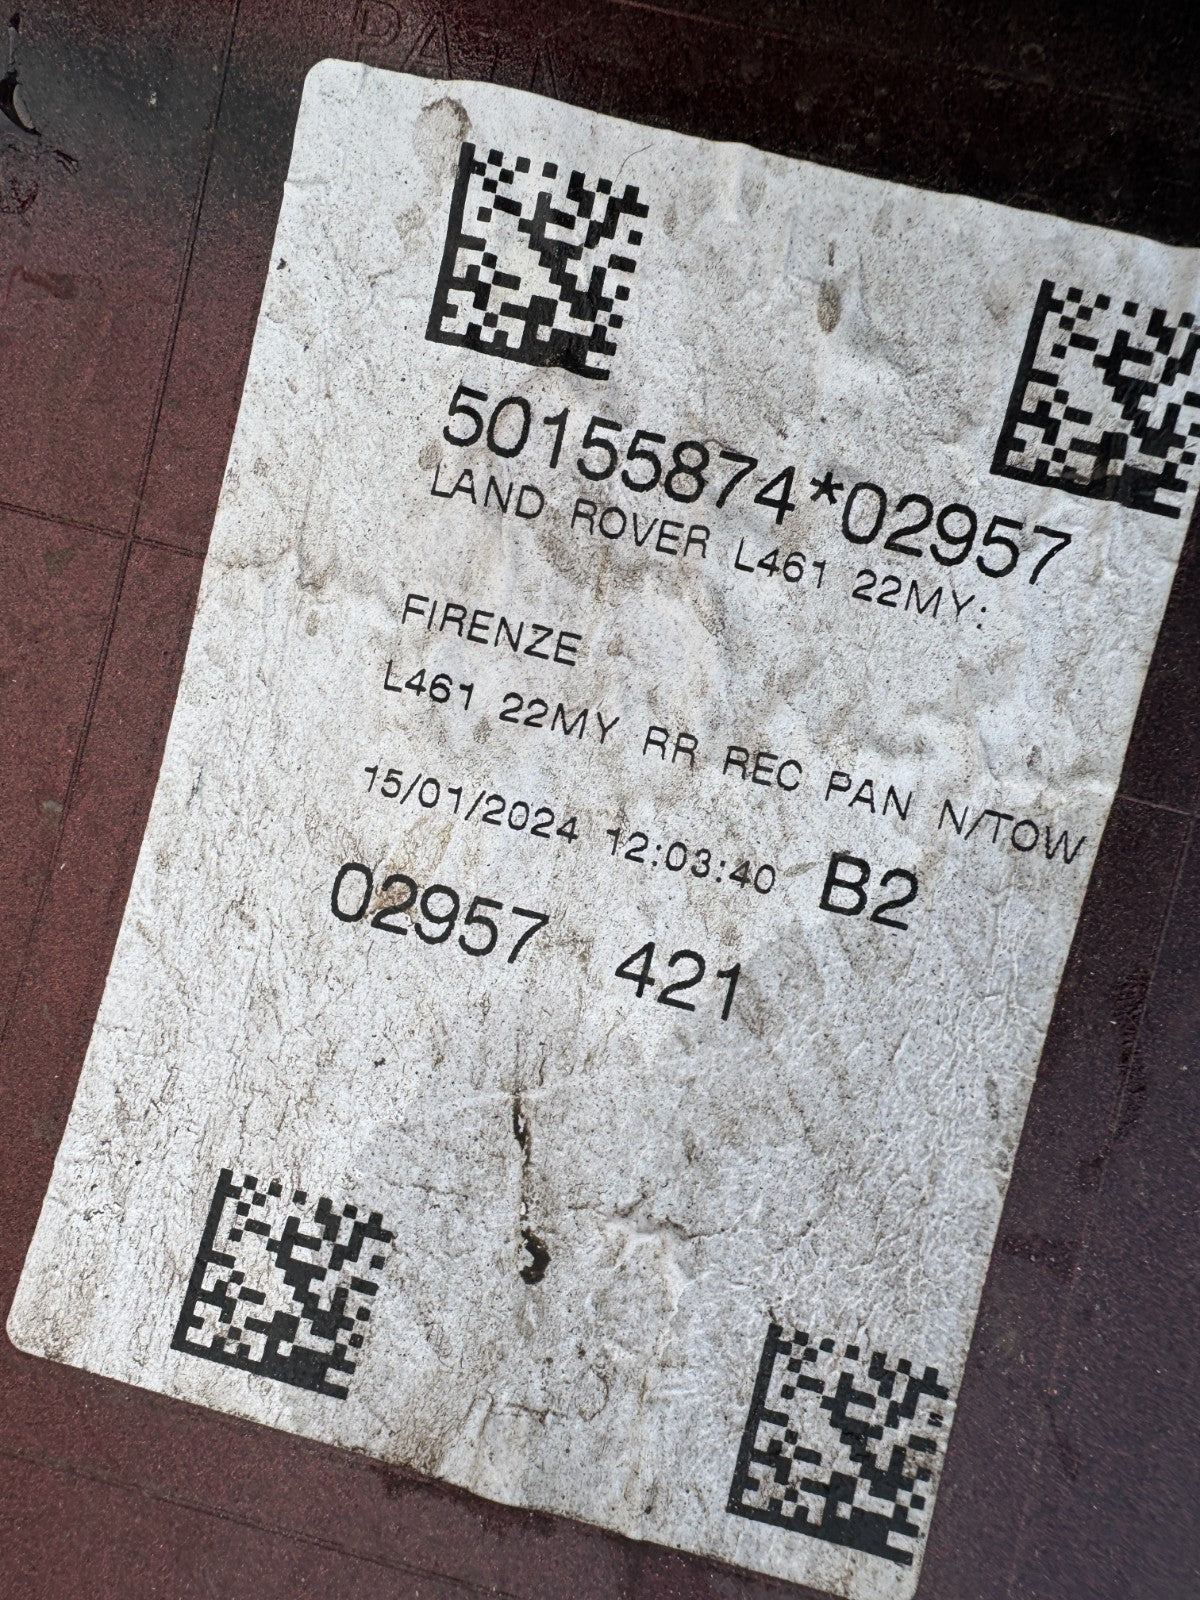 50155874*02957
LAND ROVER L461 22MY:
FIRENZE
L461 22MY RR REC PAN N/TOW
15/01/2024 12:03:40 B2
02957 421